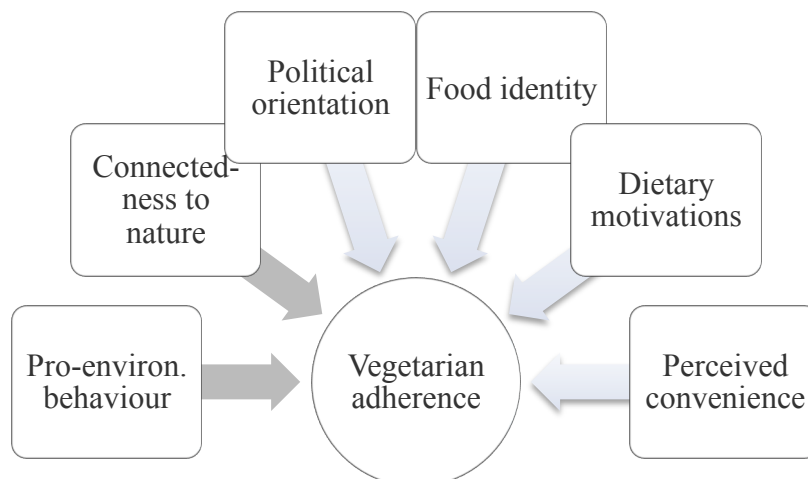 Political
orientation
Food identity
Connected-
ness to
nature
Dietary
motivations
Pro-environ.
behaviour
Vegetarian
adherence
Perceived
convenience